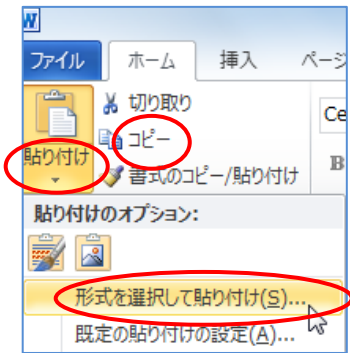 W
ファイル ホーム 挿入 ページ
切り取り
コピー
貼り付け
書式のコピー/貼り付け
Ce
B
貼り付けのオプション:
形式を選択して貼り付け(S)...
既定の貼り付けの設定(A)...